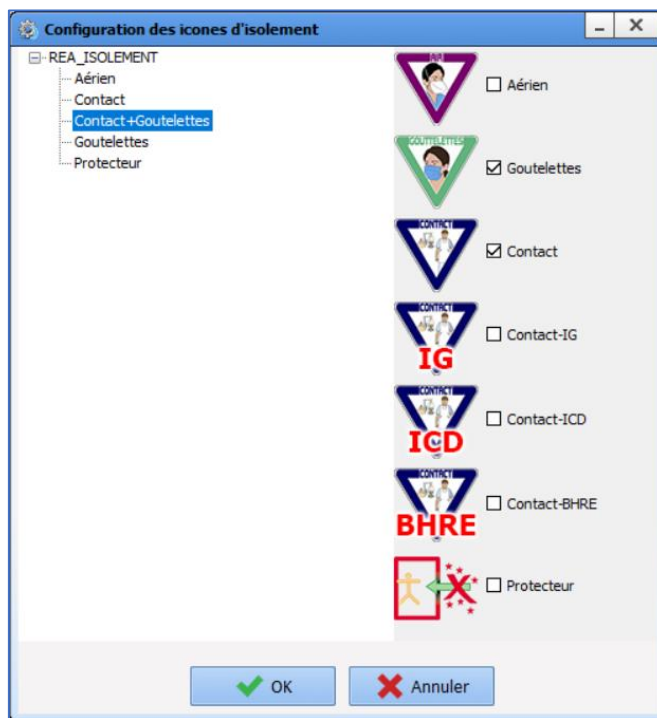 Configuration des icones d'isolement
REA_ISOLEMENT
Aérien
Contact
Contact+Goutelettes
Goutelettes
Protecteur
Aérien
GOUTTELETTES
Goutelettes
CONTACT
Contact
CONTACT
IG
Contact-IG
CONTACT
ICD
Contact-ICD
CONTACT
BHRE
Contact-BHRE
Protecteur
OK
Annuler